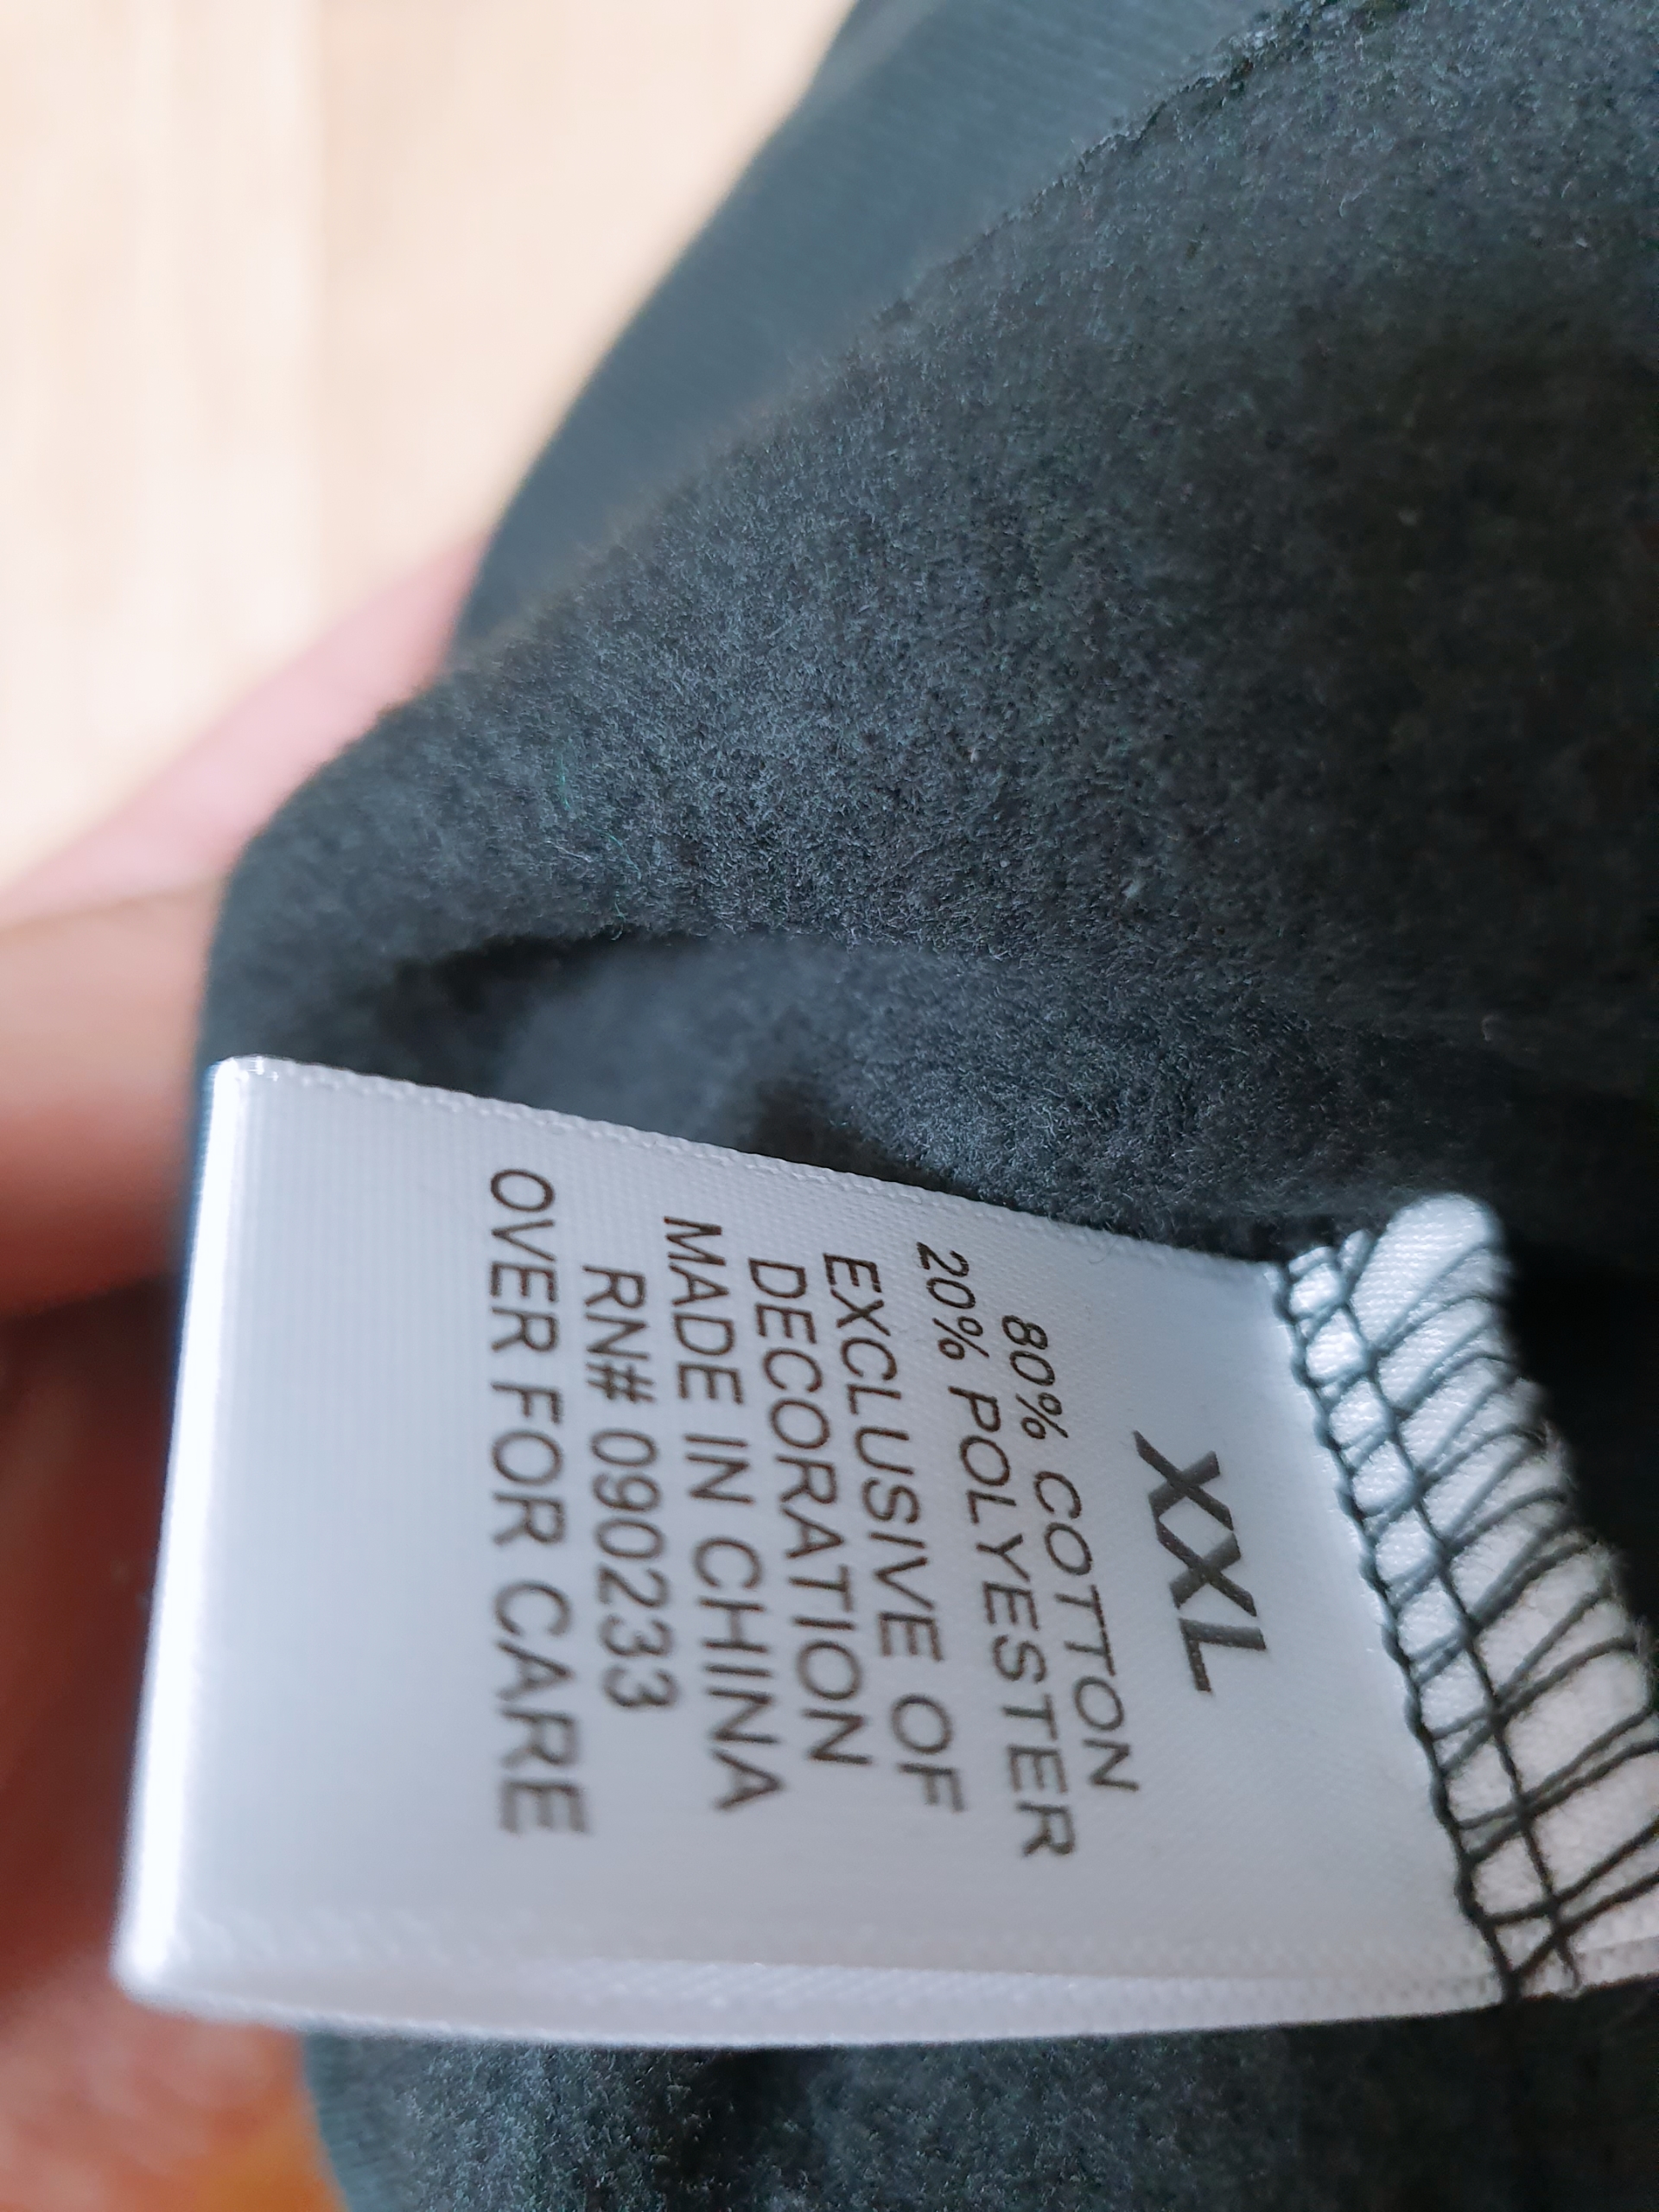 XXL
80% COTTON
20% POLYESTER
EXCLUSIVE OF
DECORATION
MADE IN CHINA
RN# 090233
OVER FOR CARE